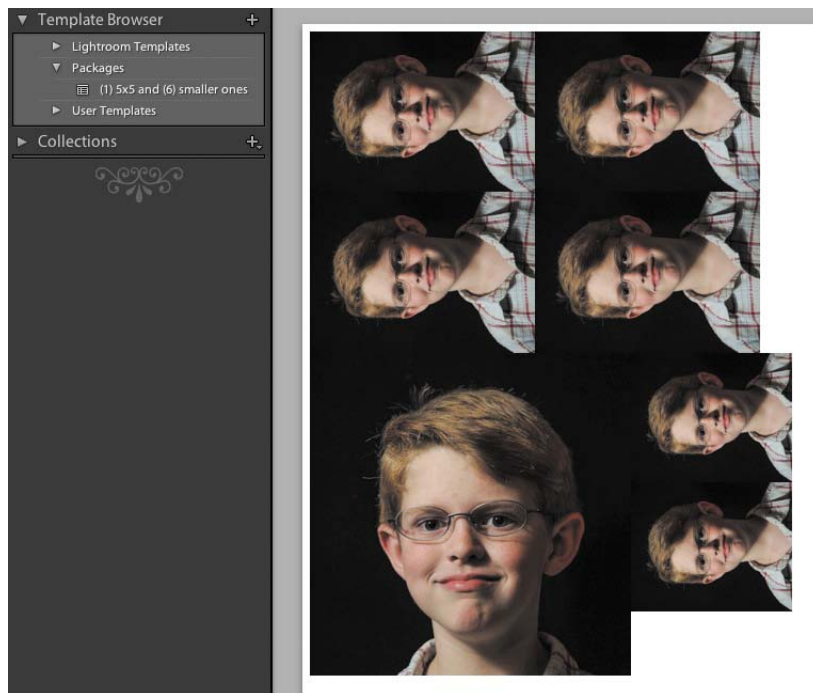 Template Browser
Lightroom Templates
Packages
(1) 5x5 and (6) smaller ones
User Templates
Collections